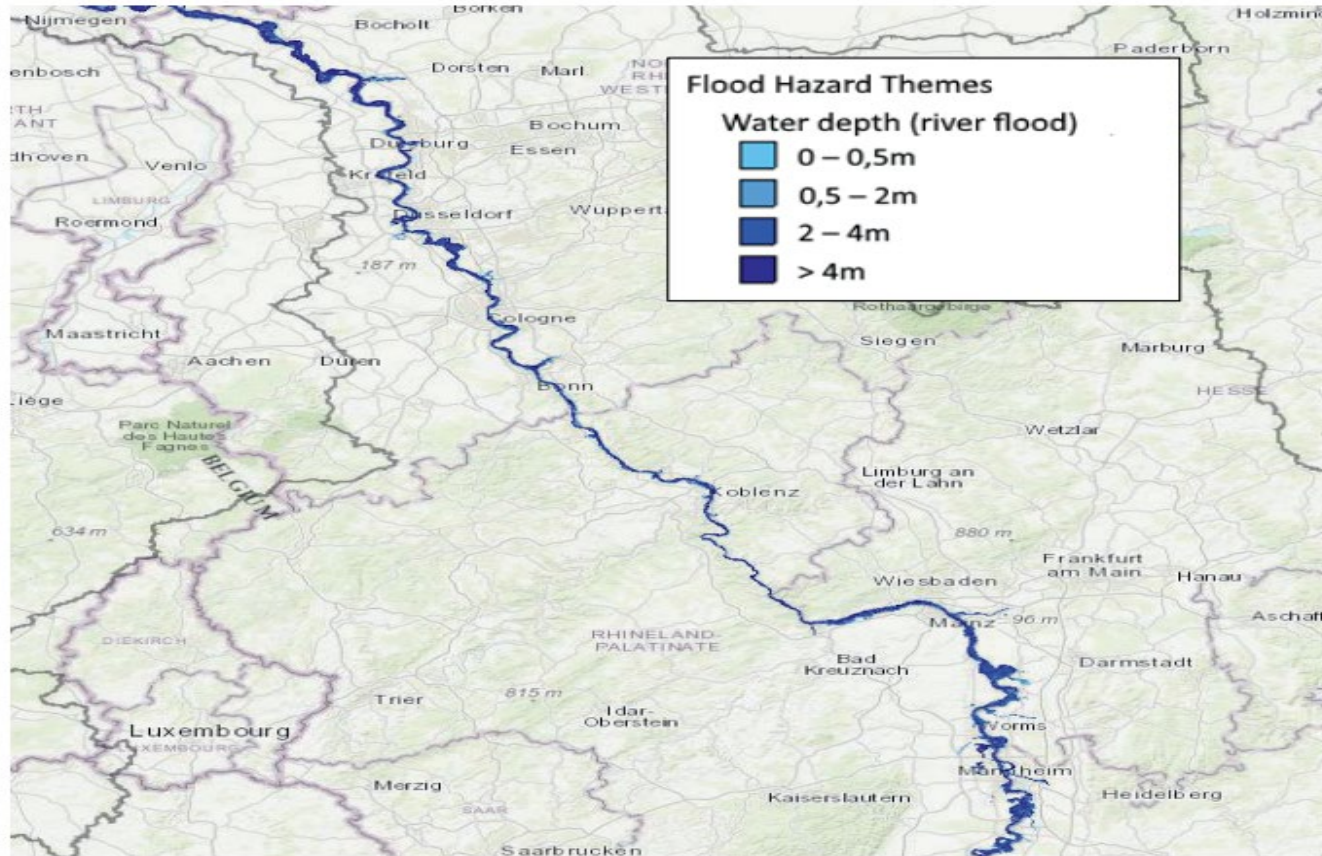 Nijmegen
Bocholt
Borken
Holzmin
Paderborn
enbosch
Dorsten
Marl
Flood Hazard Themes
Water depth (river flood)
0 – 0,5m
0,5 – 2m
2 – 4m
> 4m
Bochum
Essen
Duisburg
dhoven
Venlo
Krefeld
LIMBURG
Roermond
Düsseldorf
Wupperta
187 m
Rothaargebirge
Maastricht
Cologne
Siegen
Marburg
Aachen
Düren
Bonn
HESSE
Liège
Parc Naturel
des Hautes
Fagnes
Wetzlar
BELGIUM
Limburg an
der Lahn
Koblenz
634 m
880 m
Frankfurt
am Main
Hanau
Wiesbaden
Aschaff
Mainz
96 m
DIEKIRCH
RHINELAND-
PALATINATE
Bad
Kreuznach
Darmstadt
Trier
815 m
Idar-
Oberstein
Luxembourg
LUXEMBOURG
Worms
Mannheim
Merzig
Kaiserslautern
Heidelberg
SAAR
Saarbrucken